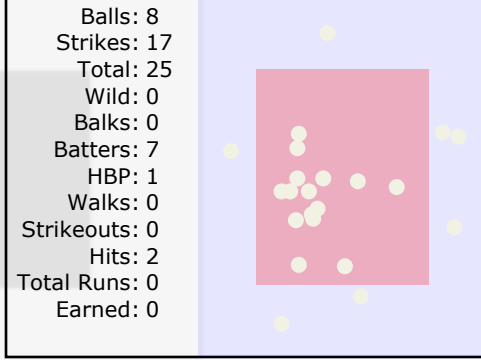 Balls: 8
Strikes: 17
Total: 25
Wild: 0
Balks: 0
Batters: 7
HBP: 1
Walks: 0
Strikeouts: 0
Hits: 2
Total Runs: 0
Earned: 0